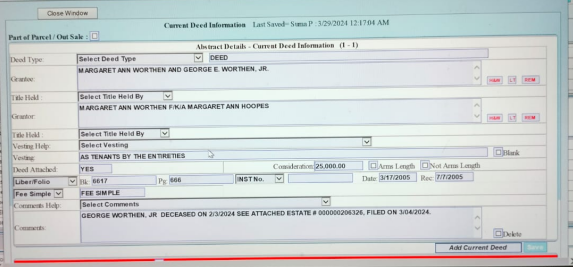 Close Window
Current Deed Information Last Saved= Suma P : 3/29/2024 12:17:04 AM
Part of Parcel / Out Sale :
Abstract Details - Current Deed Information (1 - 1)
Deed Type: Select Deed Type DEED
Grantee: MARGARET ANN WORTHEN AND GEORGE E. WORTHEN, JR.
Title Held : Select Title Held By
Grantor MARGARET ANN WORTHEN F/K/A MARGARET ANN HOOPES
Title Held : Select Title Held By
Vesting Help: Select Vesting
Vesting: AS TENANTS BY THE ENTIRETIES Blank
Deed Attached: YES Consideration: 25,000.00 Arms Length Not Arms Length
Liber/Folio Bk: 6617 Pg: 666 INST No. Date: 3/17/2005 Rec: 7/7/2005
Fee Simple FEE SIMPLE
Comments Help: Select Comments
Comments: GEORGE WORTHEN, JR DECEASED ON 2/3/2024 SEE ATTACHED ESTATE # 000000206326, FILED ON 3/04/2024.
Delete
Add Current Deed Save